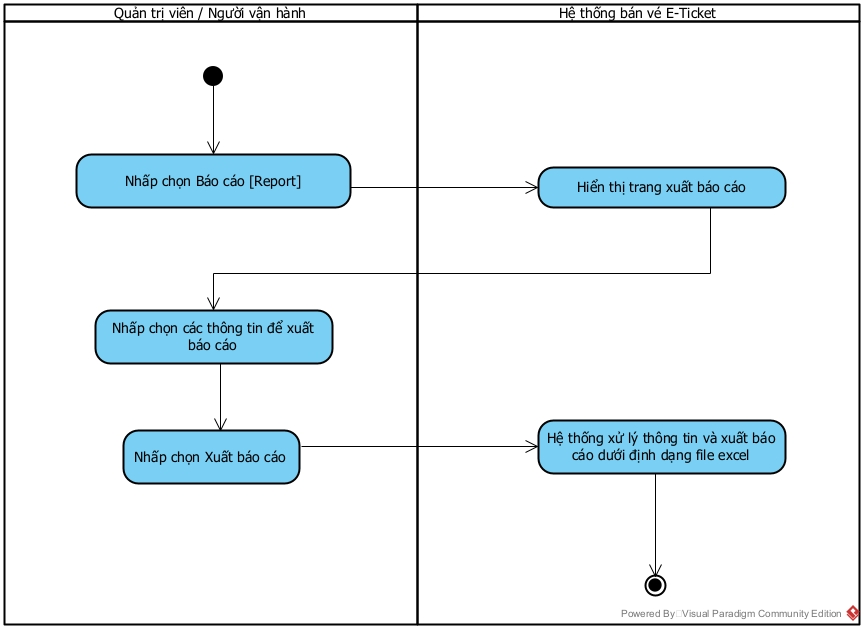 Quản trị viên / Người vận hành
Hệ thống bán vé E-Ticket
Nhấp chọn Báo cáo [Report]
Hiển thị trang xuất báo cáo
Nhấp chọn các thông tin để xuất
báo cáo
Nhấp chọn Xuất báo cáo
Hệ thống xử lý thông tin và xuất báo
cáo dưới định dạng file excel
Powered By Visual Paradigm Community Edition